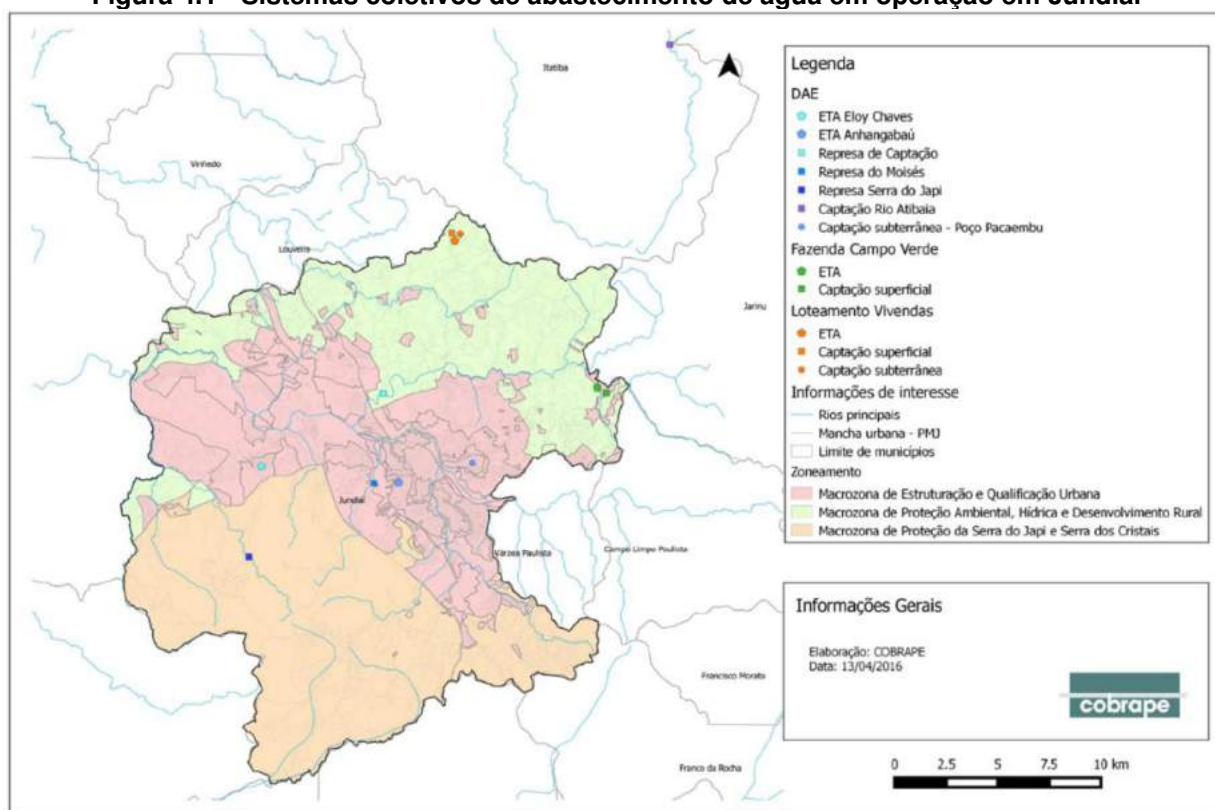 Figura 4.1 - Sistemas coletivos de abastecimento de água em operação em Jundiaí
Itatiba
Vinhedo
Louveira
Jarinu
Jundiaí
Várzea Paulista
Campo Limpo Paulista
Francisco Morato
Franco da Rocha
Legenda
DAE
ETA Eloy Chaves
ETA Anhangabaú
Represa de Captação
Represa do Moisés
Represa Serra do Japi
Captação Rio Atibaia
Captação subterrânea - Poço Pacaembu
Fazenda Campo Verde
ETA
Captação superficial
Loteamento Vivendas
ETA
Captação superficial
Captação subterrânea
Informações de interesse
Rios principais
Mancha urbana - PMJ
Limite de municípios
Zoneamento
Macrozona de Estruturação e Qualificação Urbana
Macrozona de Proteção Ambiental, Hídrica e Desenvolvimento Rural
Macrozona de Proteção da Serra do Japi e Serra dos Cristais
Informações Gerais
Elaboração: COBRAPE
Data: 13/04/2016
cobrape
0 2.5 5 7.5 10 km